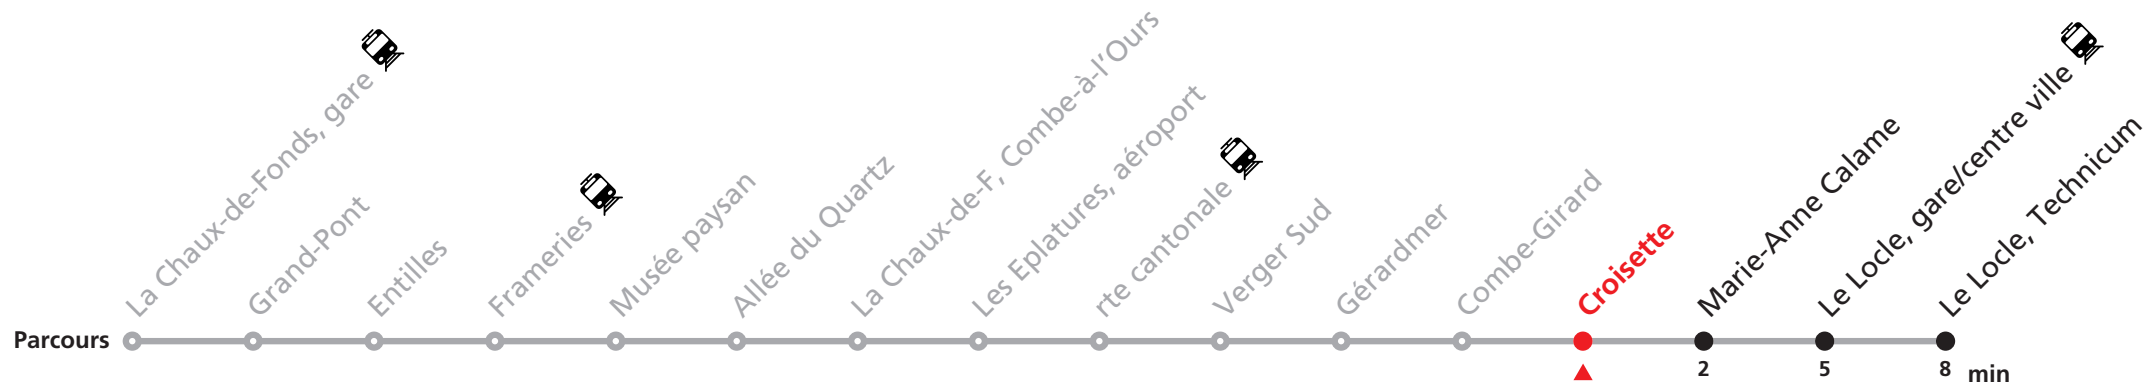 La Chaux-de-Fonds, gare
Grand-Pont
Entilles
Frameries
Musée paysan
Allée du Quartz
La Chaux-de-F, Combe-à-l'Ours
Les Eplatures, aéroport
rte cantonale
Verger Sud
Gérardmer
Combe-Girard
Croisette
Marie-Anne Calame
Le Locle, gare/centre ville
Le Locle, Technicum
Parcours
2 5 8 min